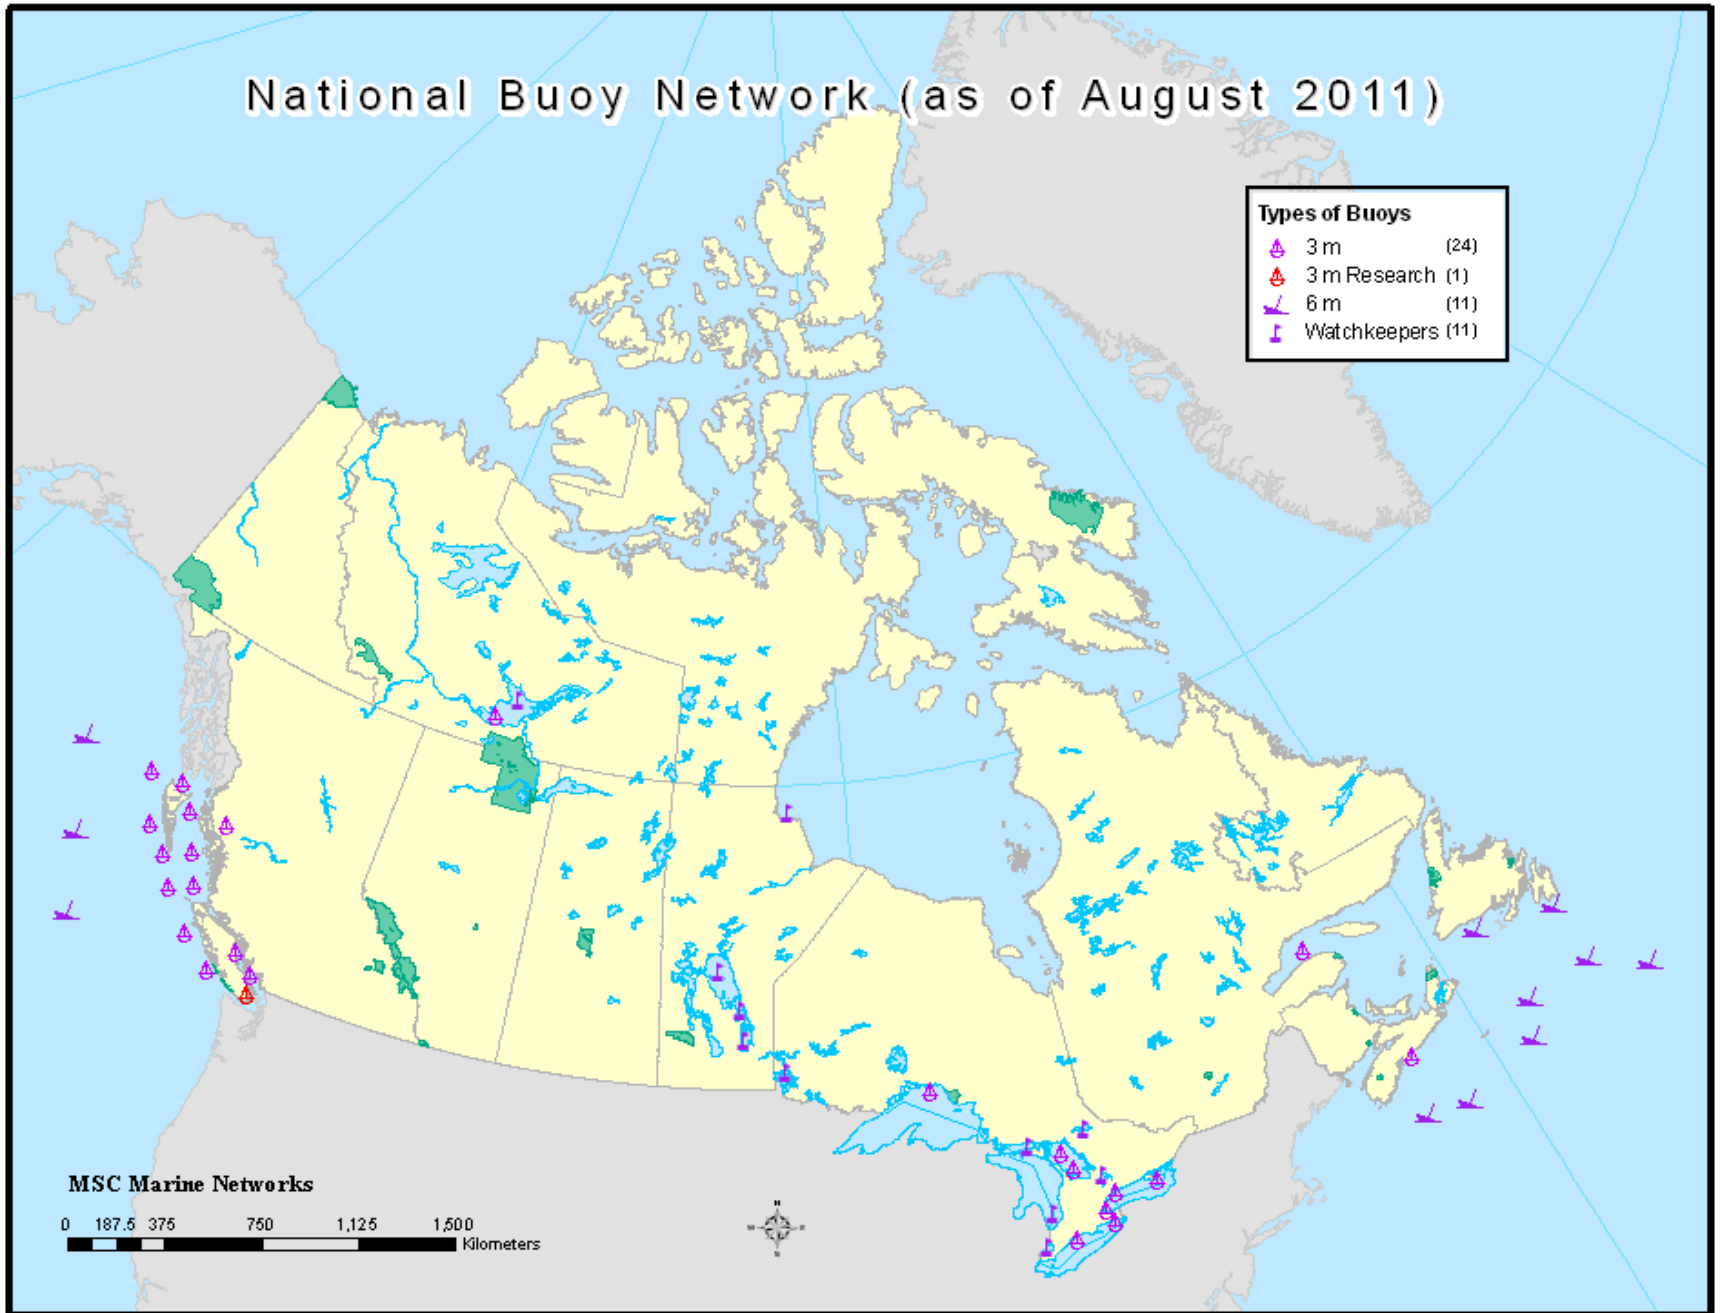 National Buoy Network (as of August 2011)
Types of Buoys
3 m (24)
3 m Research (1)
6 m (11)
Watchkeepers (11)
MSC Marine Networks
0 187.5 375 750 1,125 1,500
Kilometers
N
W E
S